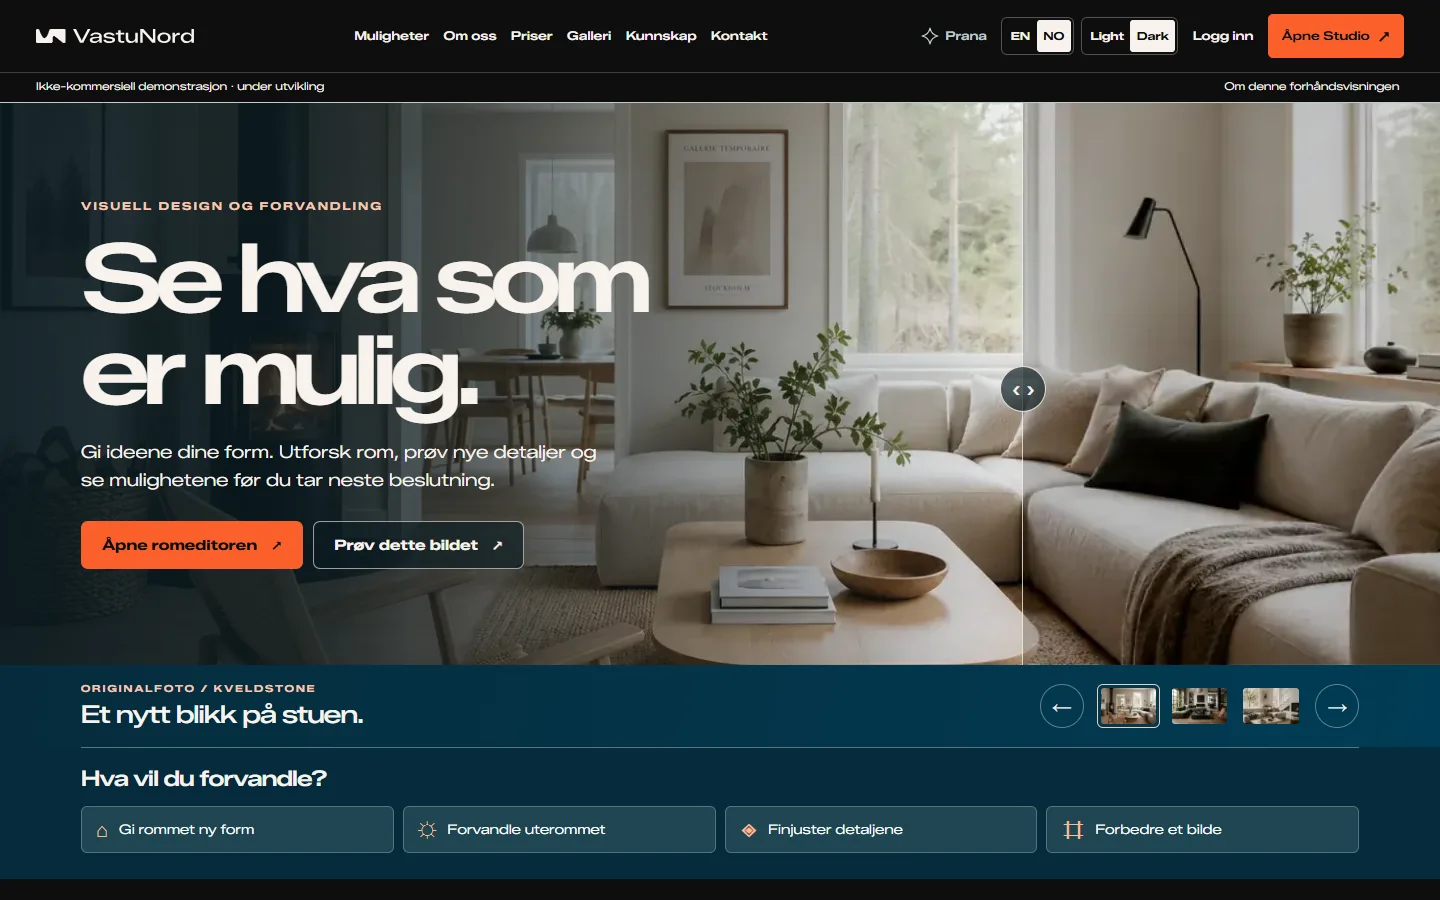 VastuNord
Muligheter Om oss Priser Galleri Kunnskap Kontakt
Prana
EN NO
Light Dark
Logg inn
Åpne Studio ↗
Ikke-kommersiell demonstrasjon · under utvikling
Om denne forhåndsvisningen
GALERIE TEMPORAIRE
STOCKHOLM
VISUELL DESIGN OG FORVANDLING
Se hva som
er mulig.
Gi ideene dine form. Utforsk rom, prøv nye detaljer og
se mulighetene før du tar neste beslutning.
Åpne romeditoren ↗
Prøv dette bildet ↗
ORIGINALFOTO / KVELDSTONE
Et nytt blikk på stuen.
Hva vil du forvandle?
Gi rommet ny form
Forvandle uterommet
Finjuster detaljene
Forbedre et bilde